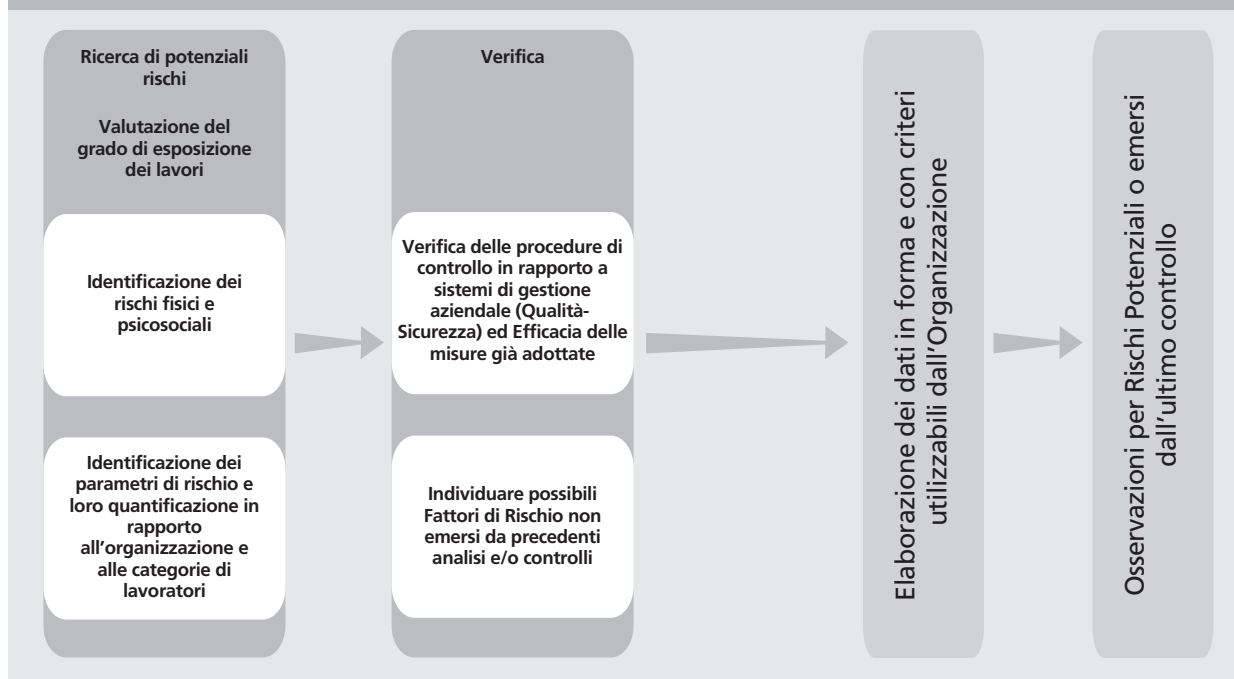 Ricerca di potenziali
rischi
Valutazione del
grado di esposizione
dei lavori
Identificazione dei
rischi fisici e
psicosociali
Identificazione dei
parametri di rischio e
loro quantificazione in
rapporto
all’organizzazione e
alle categorie di
lavoratori
Verifica
Verifica delle procedure di
controllo in rapporto a
sistemi di gestione
aziendale (Qualità-
Sicurezza) ed Efficacia delle
misure già adottate
Individuare possibili
Fattori di Rischio non
emersi da precedenti
analisi e/o controlli
Elaborazione dei dati in forma e con criteri
utilizzabili dall’Organizzazione
Osservazioni per Rischi Potenziali o emersi
dall’ultimo controllo